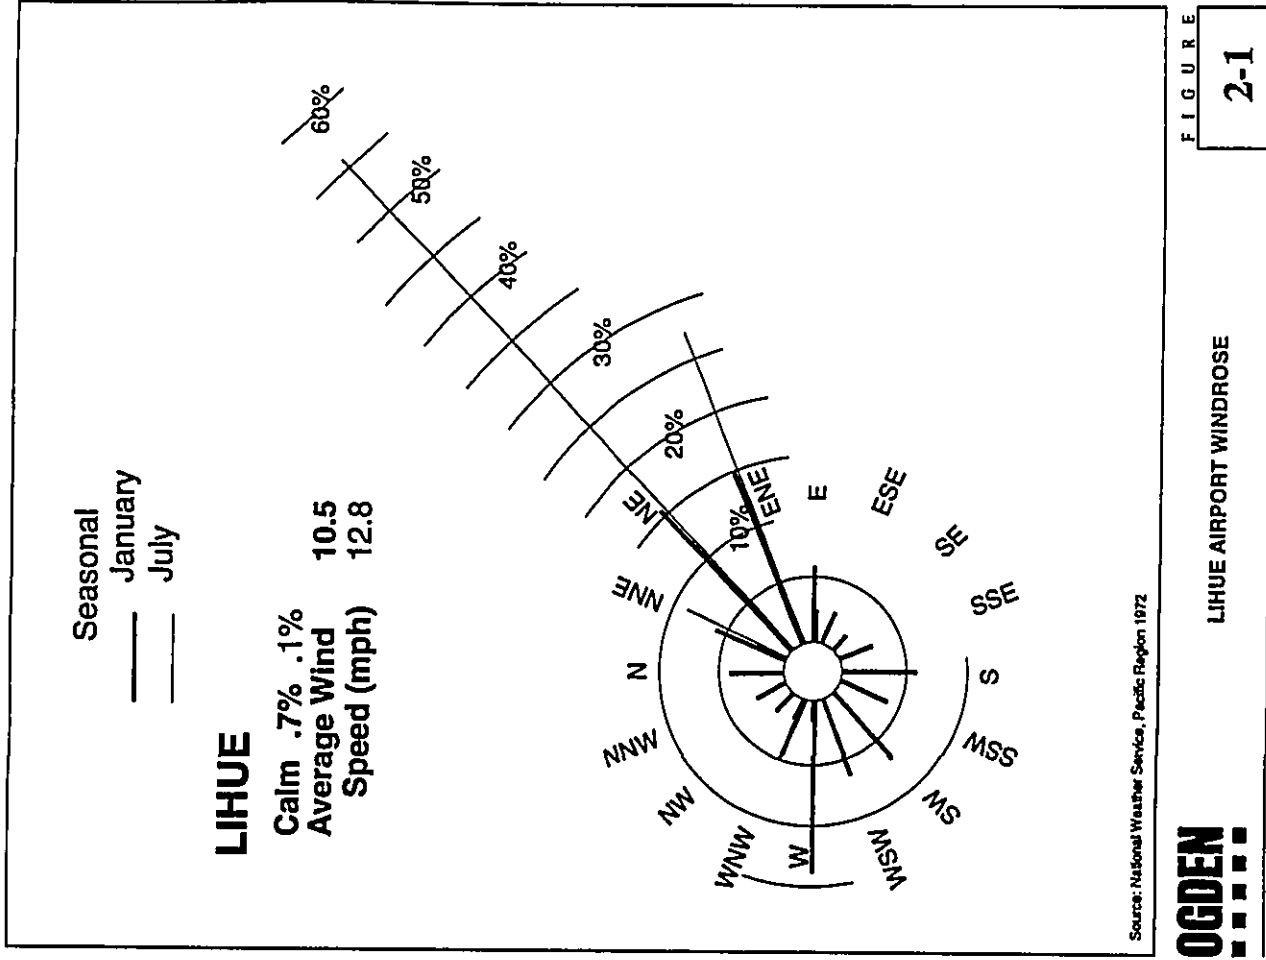 Seasonal
January
July
LIHUE
Calm .7% .1%
Average Wind 10.5
Speed (mph) 12.8
60%
50%
40%
30%
20%
10%
N
NNE
NE
ENE
E
ESE
SE
SSE
S
SSW
SW
WSW
W
WNW
NW
NNW
Source: National Weather Service, Pacific Region 1972
OGDEN
LIHUE AIRPORT WINDROSE
FIGURE
2-1